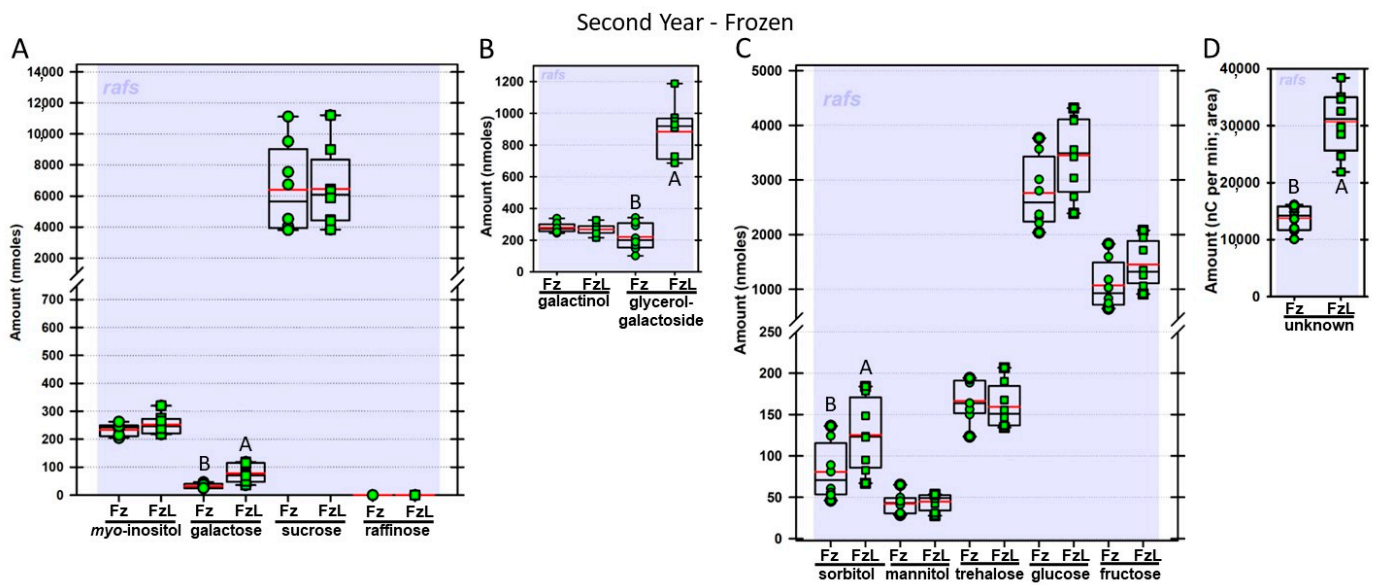 Second Year - Frozen
A
rafs
Amount (nmoles)
14000
12000
10000
8000
6000
4000
2000
700
600
500
400
300
200
100
0
B
A
Fz FzL Fz FzL Fz FzL Fz FzL
myo-inositol galactose sucrose raffinose
B
rafs
Amount (nmoles)
1200
1000
800
600
400
200
0
B
A
Fz FzL Fz FzL
galactinol glycerol-
galactoside
C
rafs
Amount (nmoles)
5000
4000
3000
2000
1000
250
200
150
100
50
0
B
A
Fz FzL Fz FzL Fz FzL Fz FzL Fz FzL
sorbitol mannitol trehalose glucose fructose
D
rafs
Amount (nC per min; area)
40000
30000
20000
10000
0
B
A
Fz FzL
unknown